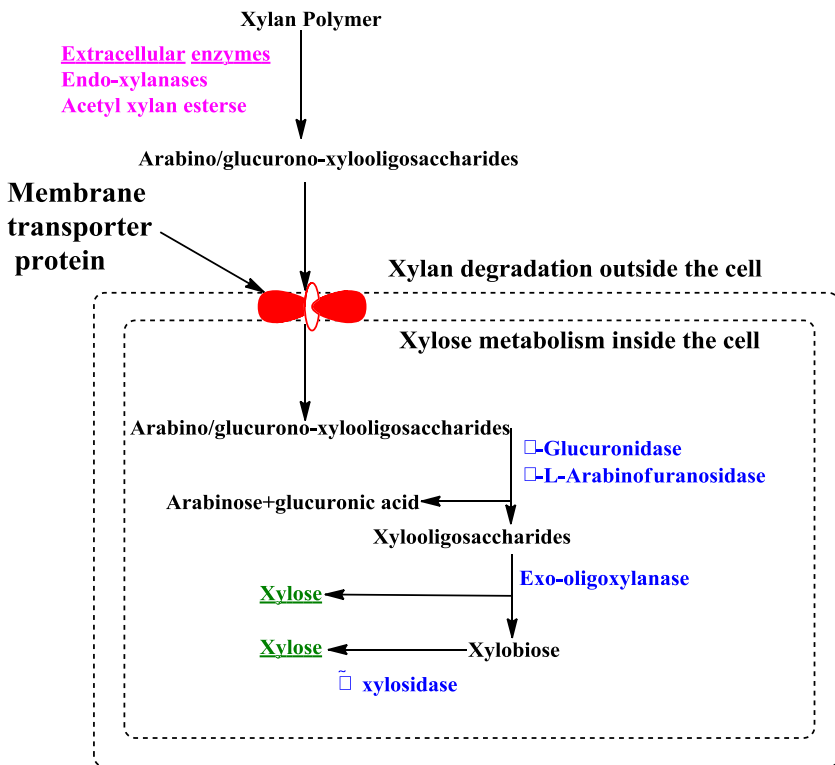 Xylan Polymer
Extracellular enzymes
Endo-xylanases
Acetyl xylan esterse
Arabino/glucurono-xylooligosaccharides
Membrane
transporter
protein
Xylan degradation outside the cell
Xylose metabolism inside the cell
Arabino/glucurono-xylooligosaccharides
□-Glucuronidase
□-L-Arabinofuranosidase
Arabinose+glucuronic acid
Xylooligosaccharides
Exo-oligoxylanase
Xylose
Xylose
Xylobiose
□̃ xylosidase